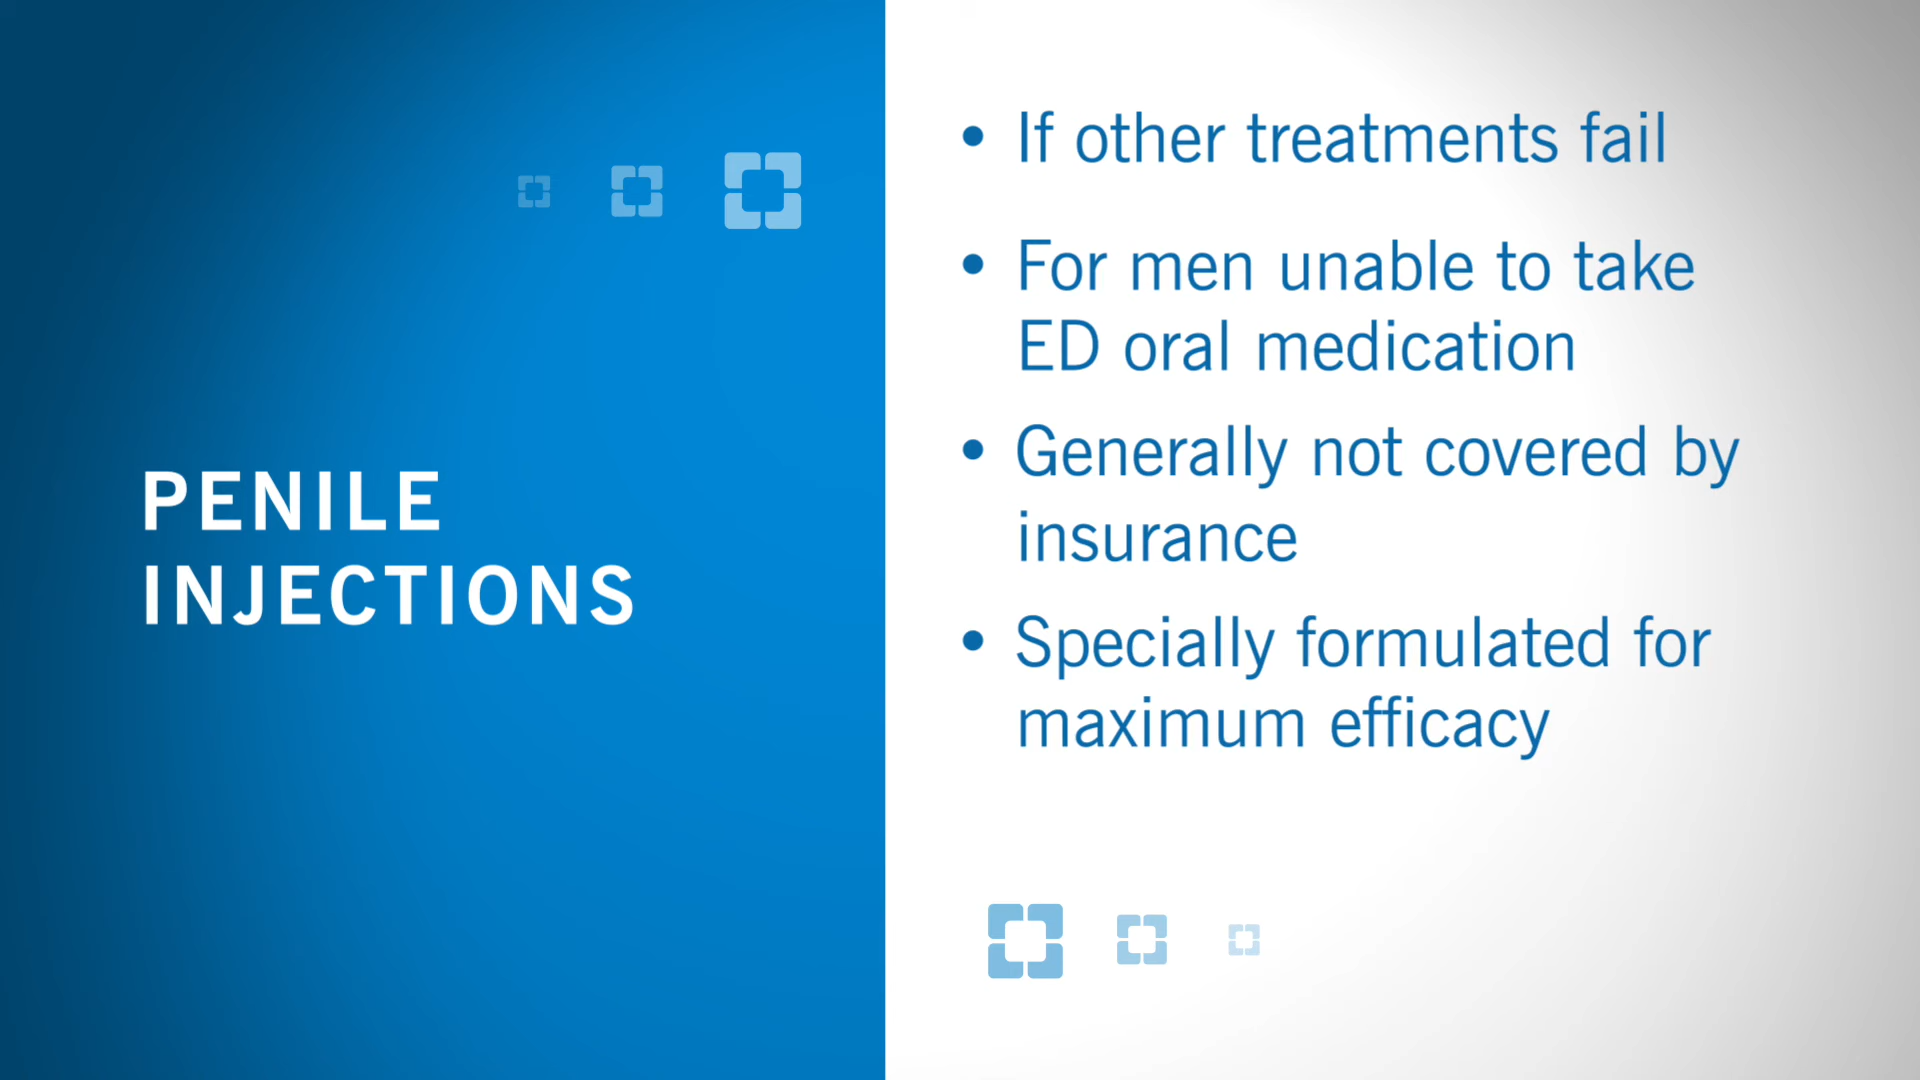 PENILE
INJECTIONS
• If other treatments fail
• For men unable to take
ED oral medication
• Generally not covered by
insurance
• Specially formulated for
maximum efficacy